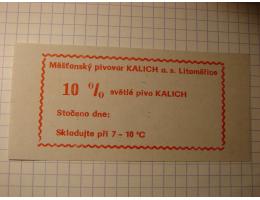 Měšťanský pivovar KALICH a. s. Litoměřice
10 % světlé pivo KALICH
Stočeno dne:
Skladujte při 7 – 10 °C